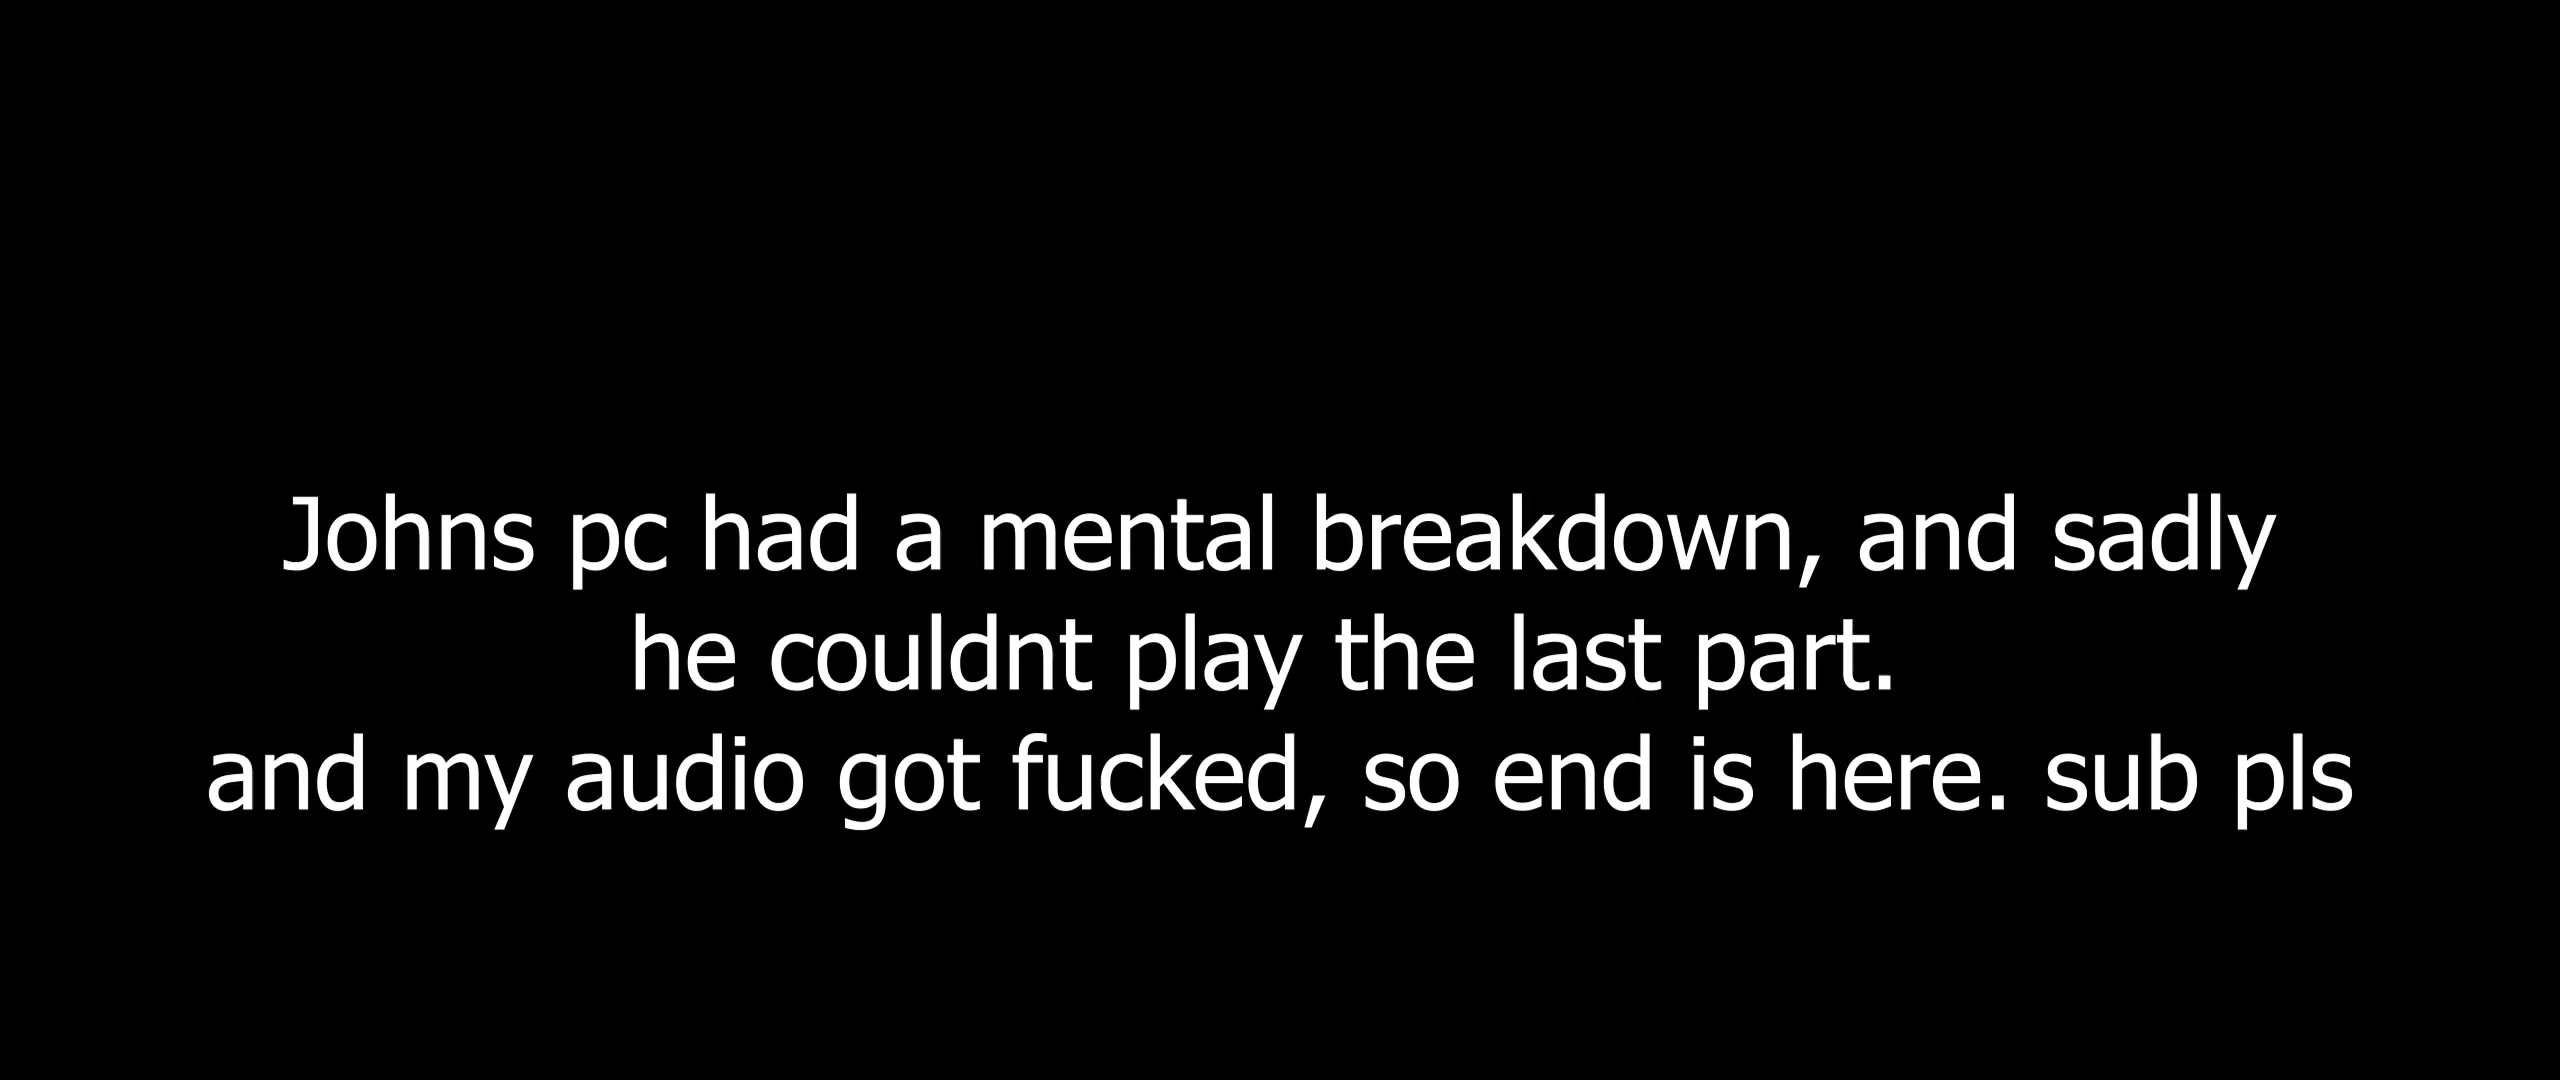 Johns pc had a mental breakdown, and sadly
he couldnt play the last part.
and my audio got fucked, so end is here. sub pls